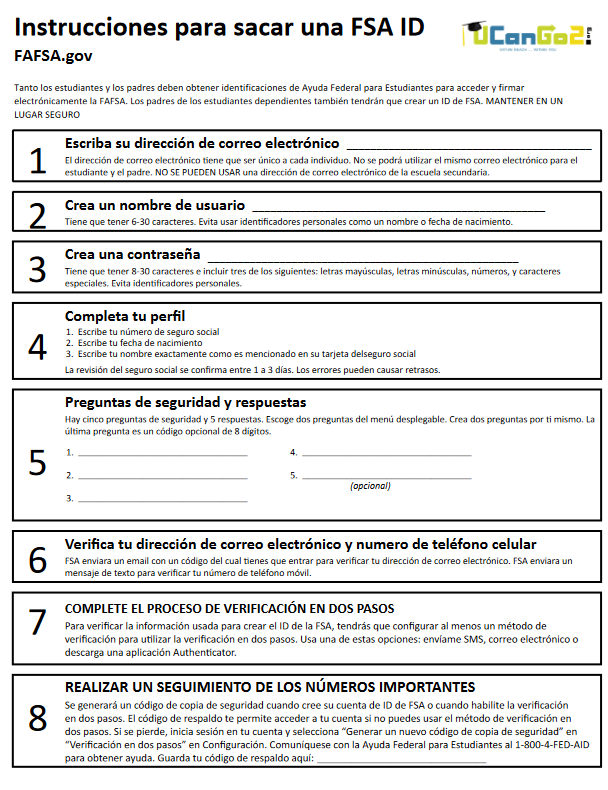 Instrucciones para sacar una FSA ID
UCanGo2.org
FAFSA.gov
Tanto los estudiantes y los padres deben obtener identificaciones de Ayuda Federal para Estudiantes para acceder y firmar
electrónicamente la FAFSA. Los padres de los estudiantes dependientes también tendrán que crear un ID de FSA. MANTENER EN UN
LUGAR SEGURO
1
Escriba su dirección de correo electrónico ____________________
El dirección de correo electrónico tiene que ser único a cada individuo. No se podrá utilizar el mismo correo electrónico para el
estudiante y el padre. NO SE PUEDEN USAR una dirección de correo electrónico de la escuela secundaria.
2
Crea un nombre de usuario ____________________
Tiene que tener 6-30 caracteres. Evita usar identificadores personales como un nombre o fecha de nacimiento.
3
Crea una contraseña ____________________
Tiene que tener 8-30 caracteres e incluir tres de los siguientes: letras mayúsculas, letras minúsculas, números, y caracteres
especiales. Evita identificadores personales.
4
Completa tu perfil
1. Escribe tu número de seguro social
2. Escribe tu fecha de nacimiento
3. Escribe tu nombre exactamente como es mencionado en su tarjeta delseguro social
La revisión del seguro social se confirma entre 1 a 3 días. Los errores pueden causar retrasos.
5
Preguntas de seguridad y respuestas
Hay cinco preguntas de seguridad y 5 respuestas. Escoge dos preguntas del menú desplegable. Crea dos preguntas por ti mismo. La
última pregunta es un código opcional de 8 dígitos.
1. ____________________
2. ____________________
3. ____________________
4. ____________________
5. ____________________
(opcional)
6
Verifica tu dirección de correo electrónico y numero de teléfono celular
FSA enviara un email con un código del cual tienes que entrar para verificar tu dirección de correo electrónico. FSA enviara un
mensaje de texto para verificar tu número de teléfono móvil.
7
COMPLETE EL PROCESO DE VERIFICACIÓN EN DOS PASOS
Para verificar la información usada para crear el ID de la FSA, tendrás que configurar al menos un método de
verificación para utilizar la verificación en dos pasos. Usa una de estas opciones: envíame SMS, correo electrónico o
descarga una aplicación Authenticator.
8
REALIZAR UN SEGUIMIENTO DE LOS NÚMEROS IMPORTANTES
Se generará un código de copia de seguridad cuando cree su cuenta de ID de FSA o cuando habilite la verificación
en dos pasos. El código de respaldo te permite acceder a tu cuenta si no puedes usar el método de verificación en
dos pasos. Si se pierde, inicia sesión en tu cuenta y selecciona “Generar un nuevo código de copia de seguridad” en
“Verificación en dos pasos” en Configuración. Comuníquese con la Ayuda Federal para Estudiantes al 1-800-4-FED-AID
para obtener ayuda. Guarda tu código de respaldo aquí: ____________________